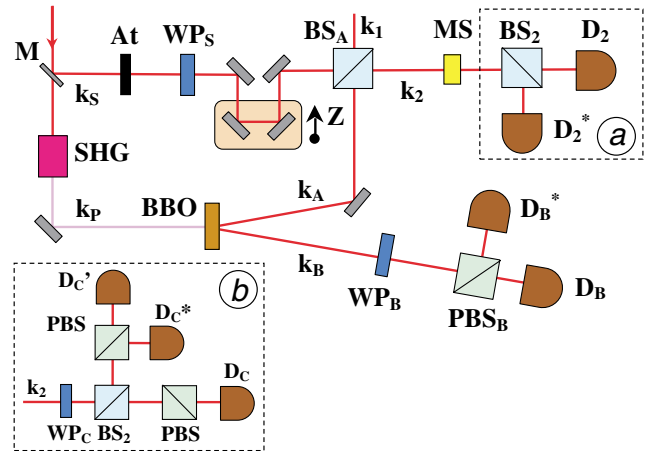 M
At
WP_S
BS_A
k_1
MS
BS_2
D_2
k_S
k_2
Z
D_2^*
a
SHG
k_A
k_P
BBO
D_B^*
k_B
D_B
WP_B
PBS_B
D_C'
b
PBS
D_C*
k_2
D_C
WP_C
BS_2
PBS